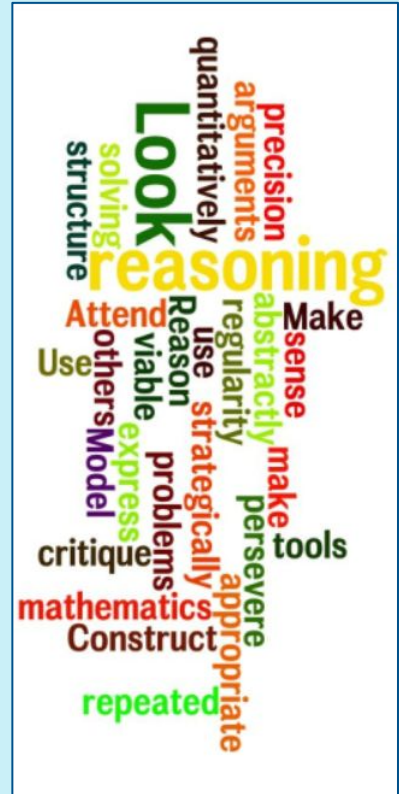 quantitatively
arguments
precision
Look
solving
structure
reasoning
Attend
Reason
Make
abstractly
regularity
use
sense
viable
others
Use
strategically
express
Model
problems
make
persevere
tools
critique
appropriate
mathematics
Construct
repeated